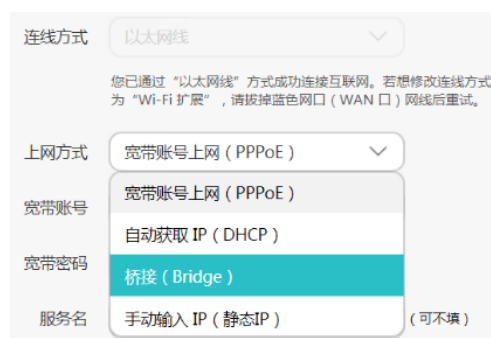 连线方式 以太网线
您已通过“以太网线”方式成功连接互联网。若想修改连线方式
为“Wi-Fi 扩展”，请拔掉蓝色网口（WAN 口）网线后重试。
上网方式 宽带账号上网（PPPoE）
宽带账号上网（PPPoE）
宽带账号
自动获取 IP（DHCP）
宽带密码
桥接（Bridge）
服务名 手动输入 IP（静态IP） （可不填）